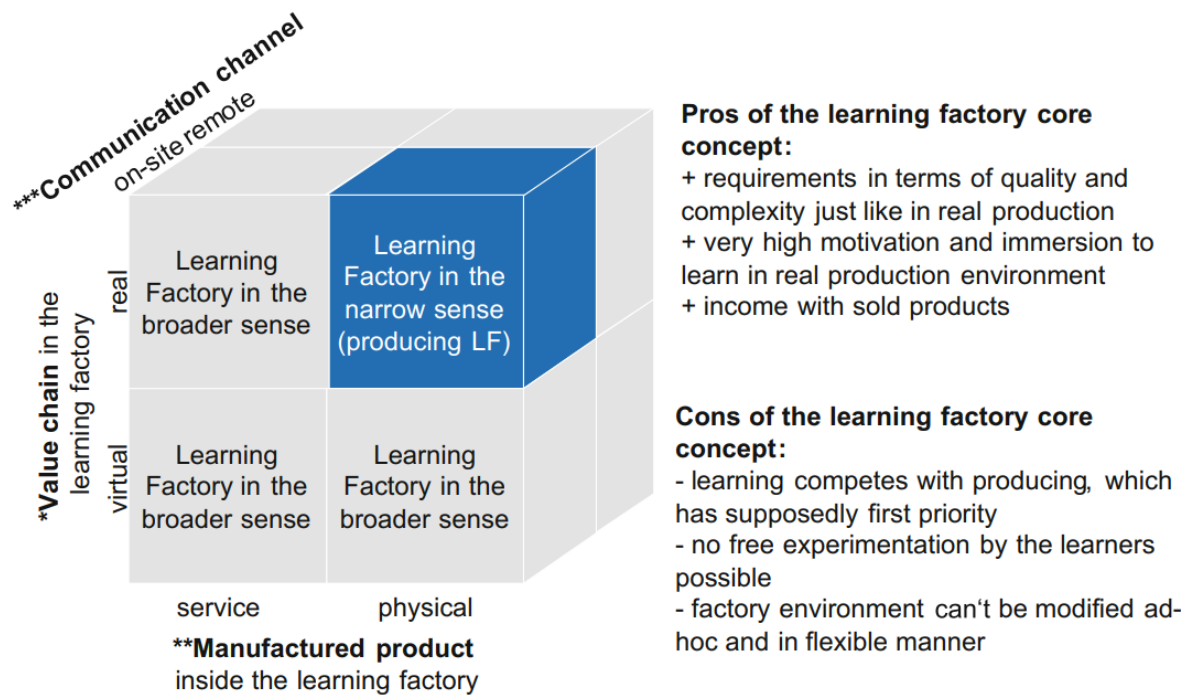 ***Communication channel
on-site remote
*Value chain in the
learning factory
real
virtual
Learning
Factory in the
broader sense
Learning
Factory in the
narrow sense
(producing LF)
Learning
Factory in the
broader sense
Learning
Factory in the
broader sense
service
physical
**Manufactured product
inside the learning factory
Pros of the learning factory core
concept:
+ requirements in terms of quality and
complexity just like in real production
+ very high motivation and immersion to
learn in real production environment
+ income with sold products
Cons of the learning factory core
concept:
- learning competes with producing, which
has supposedly first priority
- no free experimentation by the learners
possible
- factory environment can‘t be modified ad-
hoc and in flexible manner